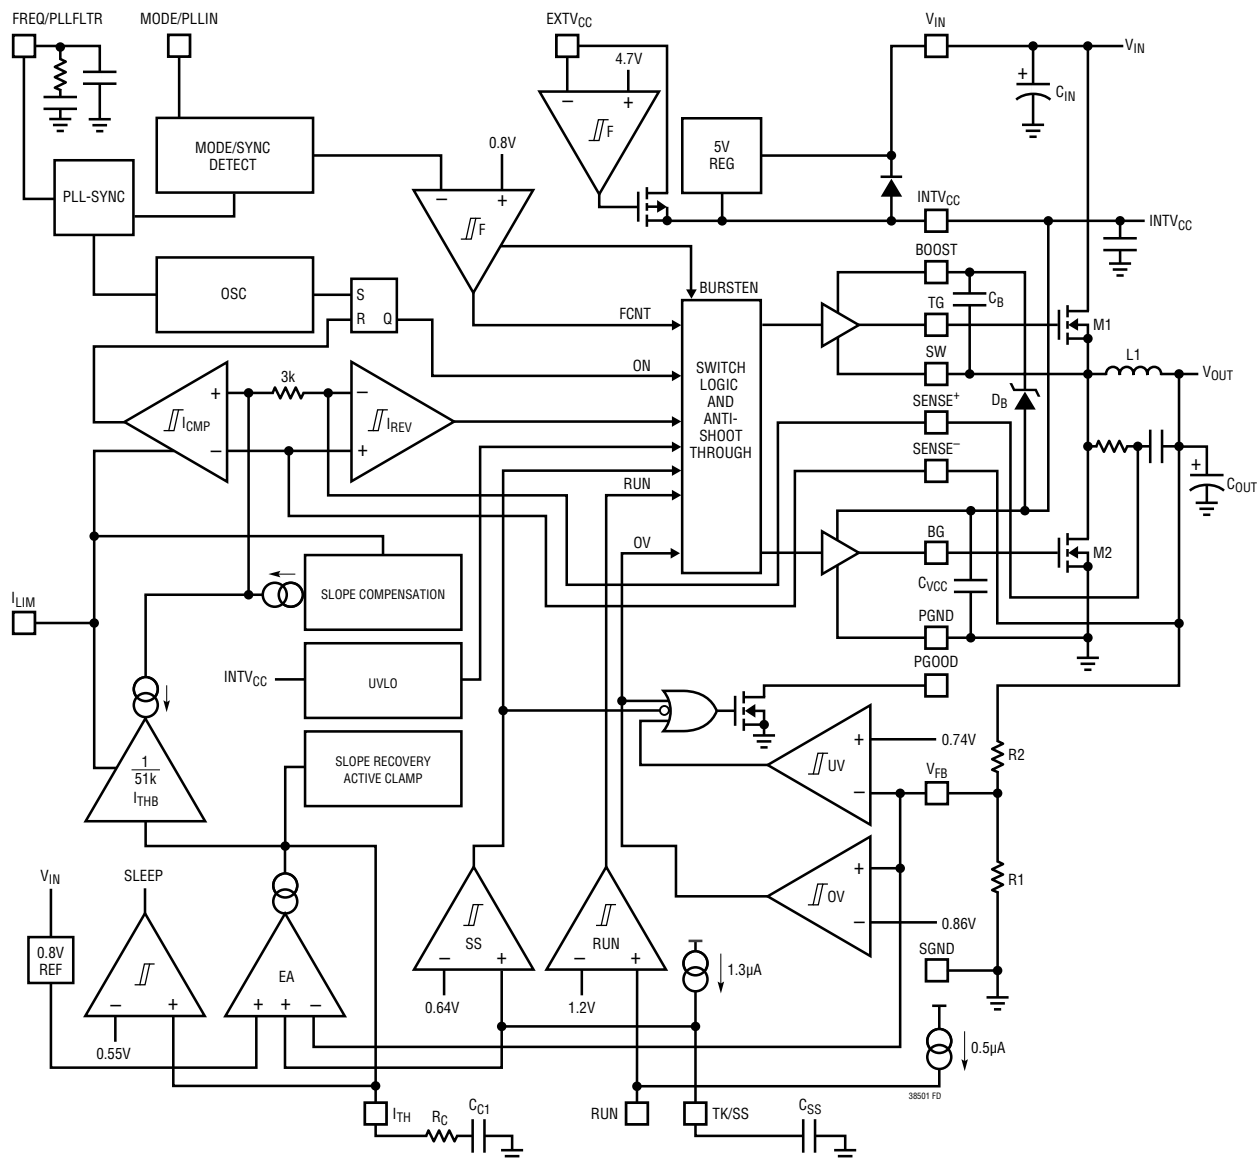 FREQ/PLLFLTR
MODE/PLLIN
EXTVCC
VIN
VIN
4.7V
+
CIN
−
+
F
MODE/SYNC
DETECT
0.8V
5V
REG
PLL-SYNC
−
+
F
INTVCC
INTVCC
BOOST
OSC
S
R
Q
BURSTEN
CB
FCNT
TG
M1
ON
SWITCH
LOGIC
AND
ANTI-
SHOOT
THROUGH
SW
L1
VOUT
3k
+
−
ICMP
−
+
IREV
SENSE+
DB
SENSE−
+
COUT
RUN
OV
BG
M2
CVCC
SLOPE COMPENSATION
ILIM
PGND
PGOOD
INTVCC
UVLO
1
51k
ITHB
SLOPE RECOVERY
ACTIVE CLAMP
+
0.74V
UV
R2
VFB
−
VIN
SLEEP
+
OV
R1
−
0.86V
0.8V
REF
EA
SS
RUN
SGND
1.3µA
−
+
+
+
−
−
+
0.64V
−
+
1.2V
0.55V
0.5µA
38501 FD
ITH
RC
CC1
RUN
TK/SS
CSS